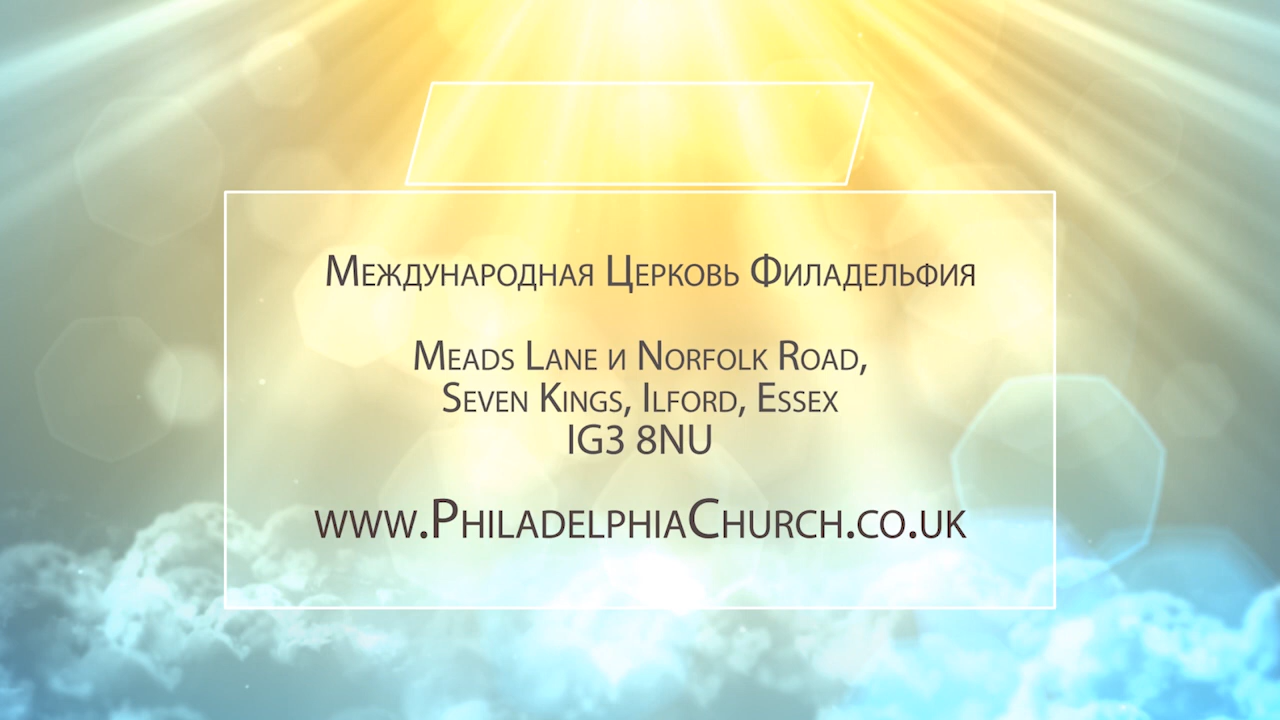 Международная Церковь Филадельфия
Meads Lane и Norfolk Road,
Seven Kings, Ilford, Essex
IG3 8NU
www.PhiladelphiaChurch.co.uk